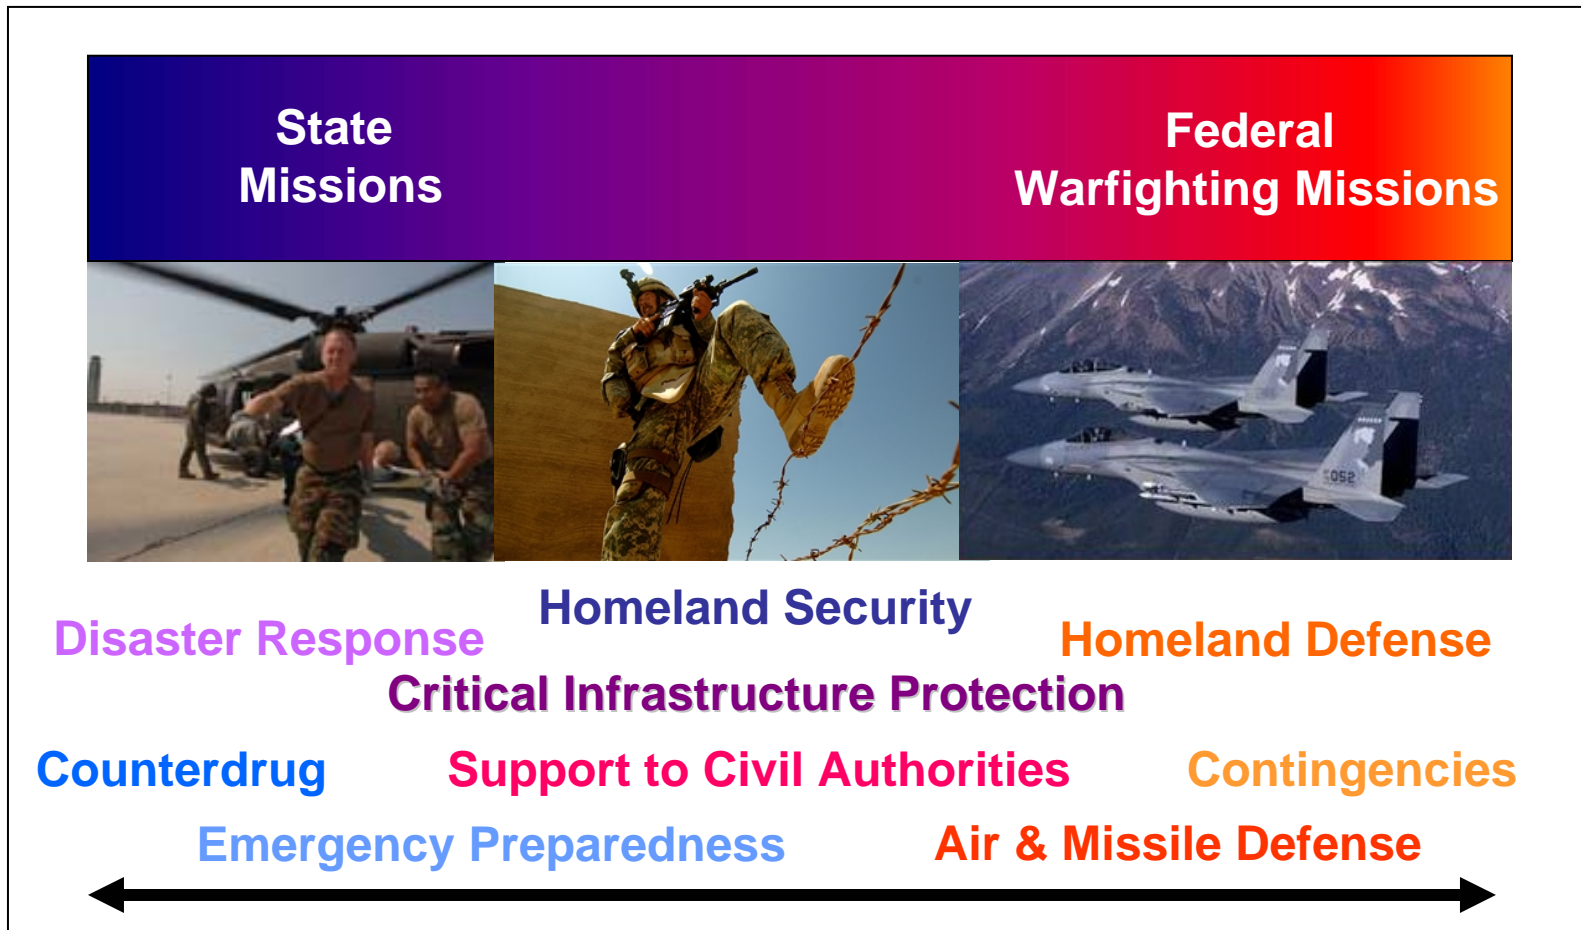 State
Missions
Federal
Warfighting Missions
052
Homeland Security
Disaster Response
Homeland Defense
Critical Infrastructure Protection
Counterdrug
Support to Civil Authorities
Contingencies
Emergency Preparedness
Air & Missile Defense